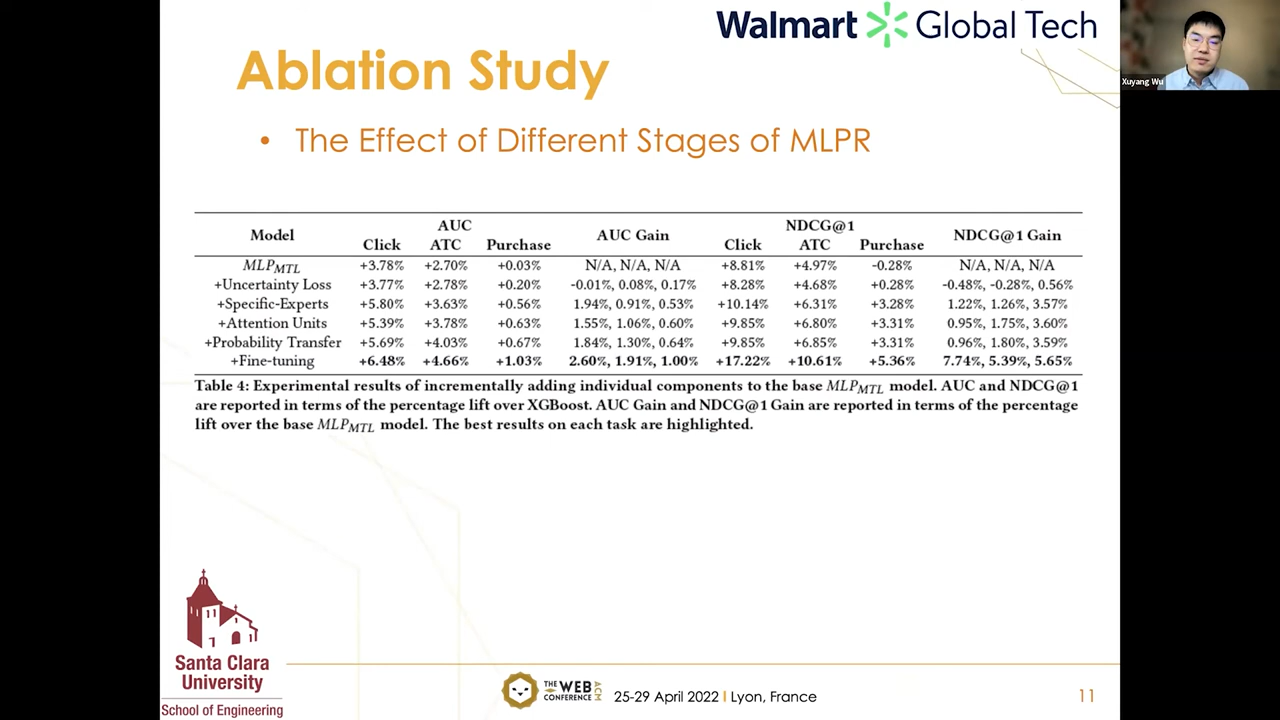 Walmart Global Tech
Xuyang Wu
Ablation Study
• The Effect of Different Stages of MLPR
Model AUC AUC Gain NDCG@1 NDCG@1 Gain
Click ATC Purchase Click ATC Purchase
MLP_MTL +3.78% +2.70% +0.03% N/A, N/A, N/A +8.81% +4.97% -0.28% N/A, N/A, N/A
+Uncertainty Loss +3.77% +2.78% +0.20% -0.01%, 0.08%, 0.17% +8.28% +4.68% +0.28% -0.48%, -0.28%, 0.56%
+Specific-Experts +5.80% +3.63% +0.56% 1.94%, 0.91%, 0.53% +10.14% +6.31% +3.28% 1.22%, 1.26%, 3.57%
+Attention Units +5.39% +3.78% +0.63% 1.55%, 1.06%, 0.60% +9.85% +6.80% +3.31% 0.95%, 1.75%, 3.60%
+Probability Transfer +5.69% +4.03% +0.67% 1.84%, 1.30%, 0.64% +9.85% +6.85% +3.31% 0.96%, 1.80%, 3.59%
+Fine-tuning +6.48% +4.66% +1.03% 2.60%, 1.91%, 1.00% +17.22% +10.61% +5.36% 7.74%, 5.39%, 5.65%
Table 4: Experimental results of incrementally adding individual components to the base MLP_MTL model. AUC and NDCG@1
are reported in terms of the percentage lift over XGBoost. AUC Gain and NDCG@1 Gain are reported in terms of the percentage
lift over the base MLP_MTL model. The best results on each task are highlighted.
Santa Clara
University
School of Engineering
THE WEB
CONFERENCE
ACM
25-29 April 2022 | Lyon, France
11